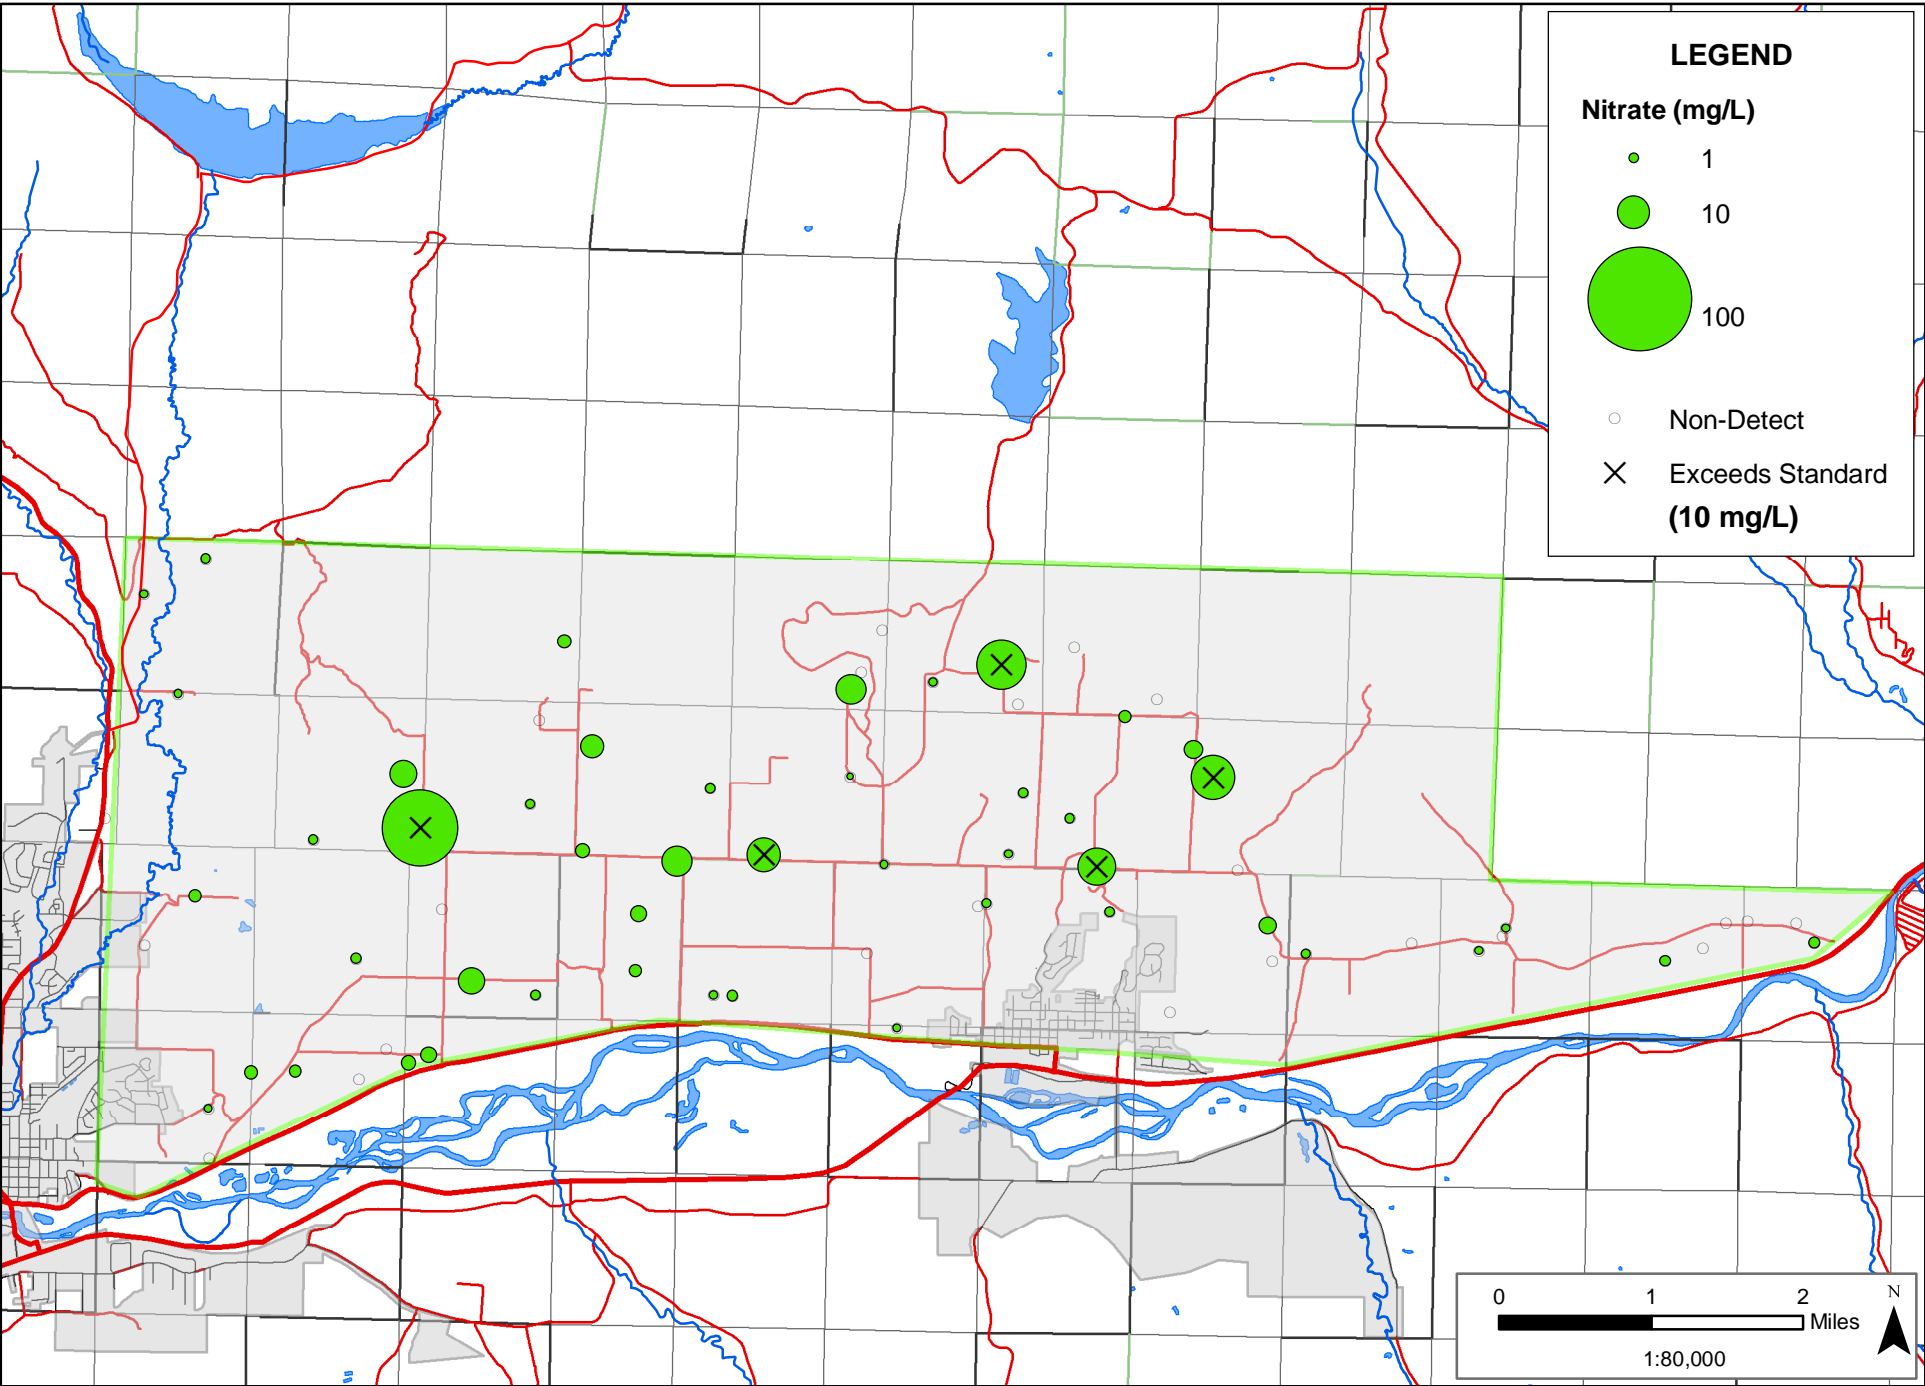 LEGEND
Nitrate (mg/L)
1
10
100
Non-Detect
Exceeds Standard
(10 mg/L)
0 1 2
Miles
N
1:80,000